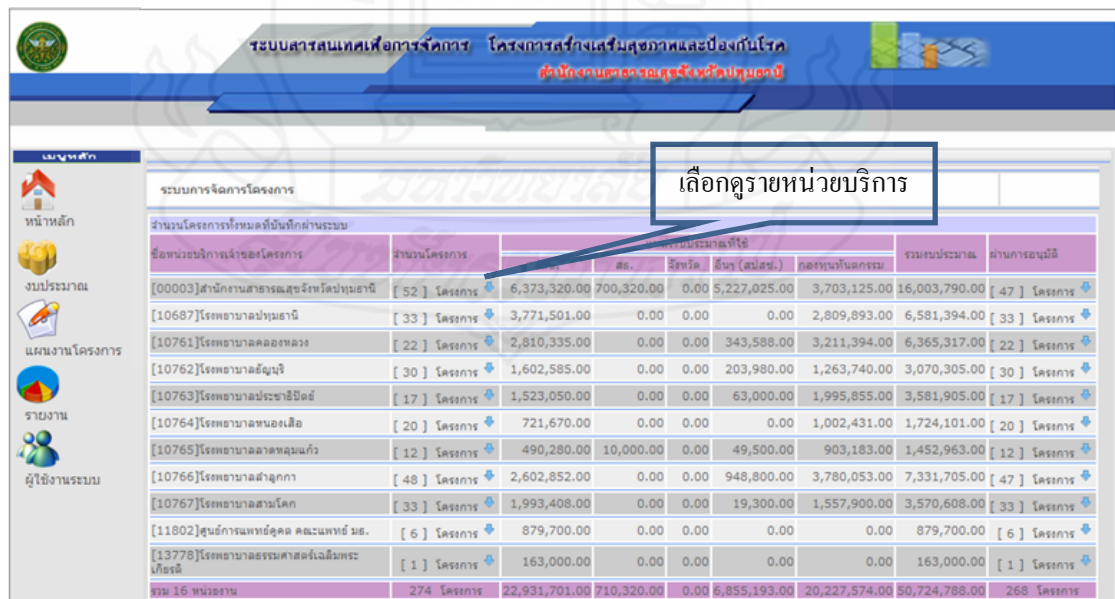 ระบบสารสนเทศเพื่อการจัดการ โครงการสร้างเสริมสุขภาพและป้องกันโรค
สำนักงานสาธารณสุขจังหวัดปทุมธานี
เมนูหลัก
หน้าหลัก
งบประมาณ
แผนงานโครงการ
รายงาน
ผู้ใช้งานระบบ
เลือกดูรายหน่วยบริการ
ระบบการจัดการโครงการ
จำนวนโครงการทั้งหมดที่บันทึกผ่านระบบ
ชื่อหน่วยบริการเจ้าของโครงการ จำนวนโครงการ งบประมาณที่ใช้ รวมงบประมาณ ผ่านการอนุมัติ
สธ. จังหวัด อื่นๆ (สปสช.) กองทุนทันตกรรม
[00003]สำนักงานสาธารณสุขจังหวัดปทุมธานี [ 52 ] โครงการ 6,373,320.00 700,320.00 0.00 5,227,025.00 3,703,125.00 16,003,790.00 [ 47 ] โครงการ
[10687]โรงพยาบาลปทุมธานี [ 33 ] โครงการ 3,771,501.00 0.00 0.00 0.00 2,809,893.00 6,581,394.00 [ 33 ] โครงการ
[10761]โรงพยาบาลคลองหลวง [ 22 ] โครงการ 2,810,335.00 0.00 0.00 343,588.00 3,211,394.00 6,365,317.00 [ 22 ] โครงการ
[10762]โรงพยาบาลธัญบุรี [ 30 ] โครงการ 1,602,585.00 0.00 0.00 203,980.00 1,263,740.00 3,070,305.00 [ 30 ] โครงการ
[10763]โรงพยาบาลประชาธิปัตย์ [ 17 ] โครงการ 1,523,050.00 0.00 0.00 63,000.00 1,995,855.00 3,581,905.00 [ 17 ] โครงการ
[10764]โรงพยาบาลหนองเสือ [ 20 ] โครงการ 721,670.00 0.00 0.00 0.00 1,002,431.00 1,724,101.00 [ 20 ] โครงการ
[10765]โรงพยาบาลลาดหลุมแก้ว [ 12 ] โครงการ 490,280.00 10,000.00 0.00 49,500.00 903,183.00 1,452,963.00 [ 12 ] โครงการ
[10766]โรงพยาบาลลำลูกกา [ 48 ] โครงการ 2,602,852.00 0.00 0.00 948,800.00 3,780,053.00 7,331,705.00 [ 47 ] โครงการ
[10767]โรงพยาบาลสามโคก [ 33 ] โครงการ 1,993,408.00 0.00 0.00 19,300.00 1,557,900.00 3,570,608.00 [ 33 ] โครงการ
[11802]ศูนย์การแพทย์คูคต คณะแพทย์ มธ. [ 6 ] โครงการ 879,700.00 0.00 0.00 0.00 0.00 879,700.00 [ 6 ] โครงการ
[13778]โรงพยาบาลธรรมศาสตร์เฉลิมพระ
เกียรติ [ 1 ] โครงการ 163,000.00 0.00 0.00 0.00 0.00 163,000.00 [ 1 ] โครงการ
รวม 16 หน่วยงาน 274 โครงการ 22,931,701.00 710,320.00 0.00 6,855,193.00 20,227,574.00 50,724,788.00 268 โครงการ